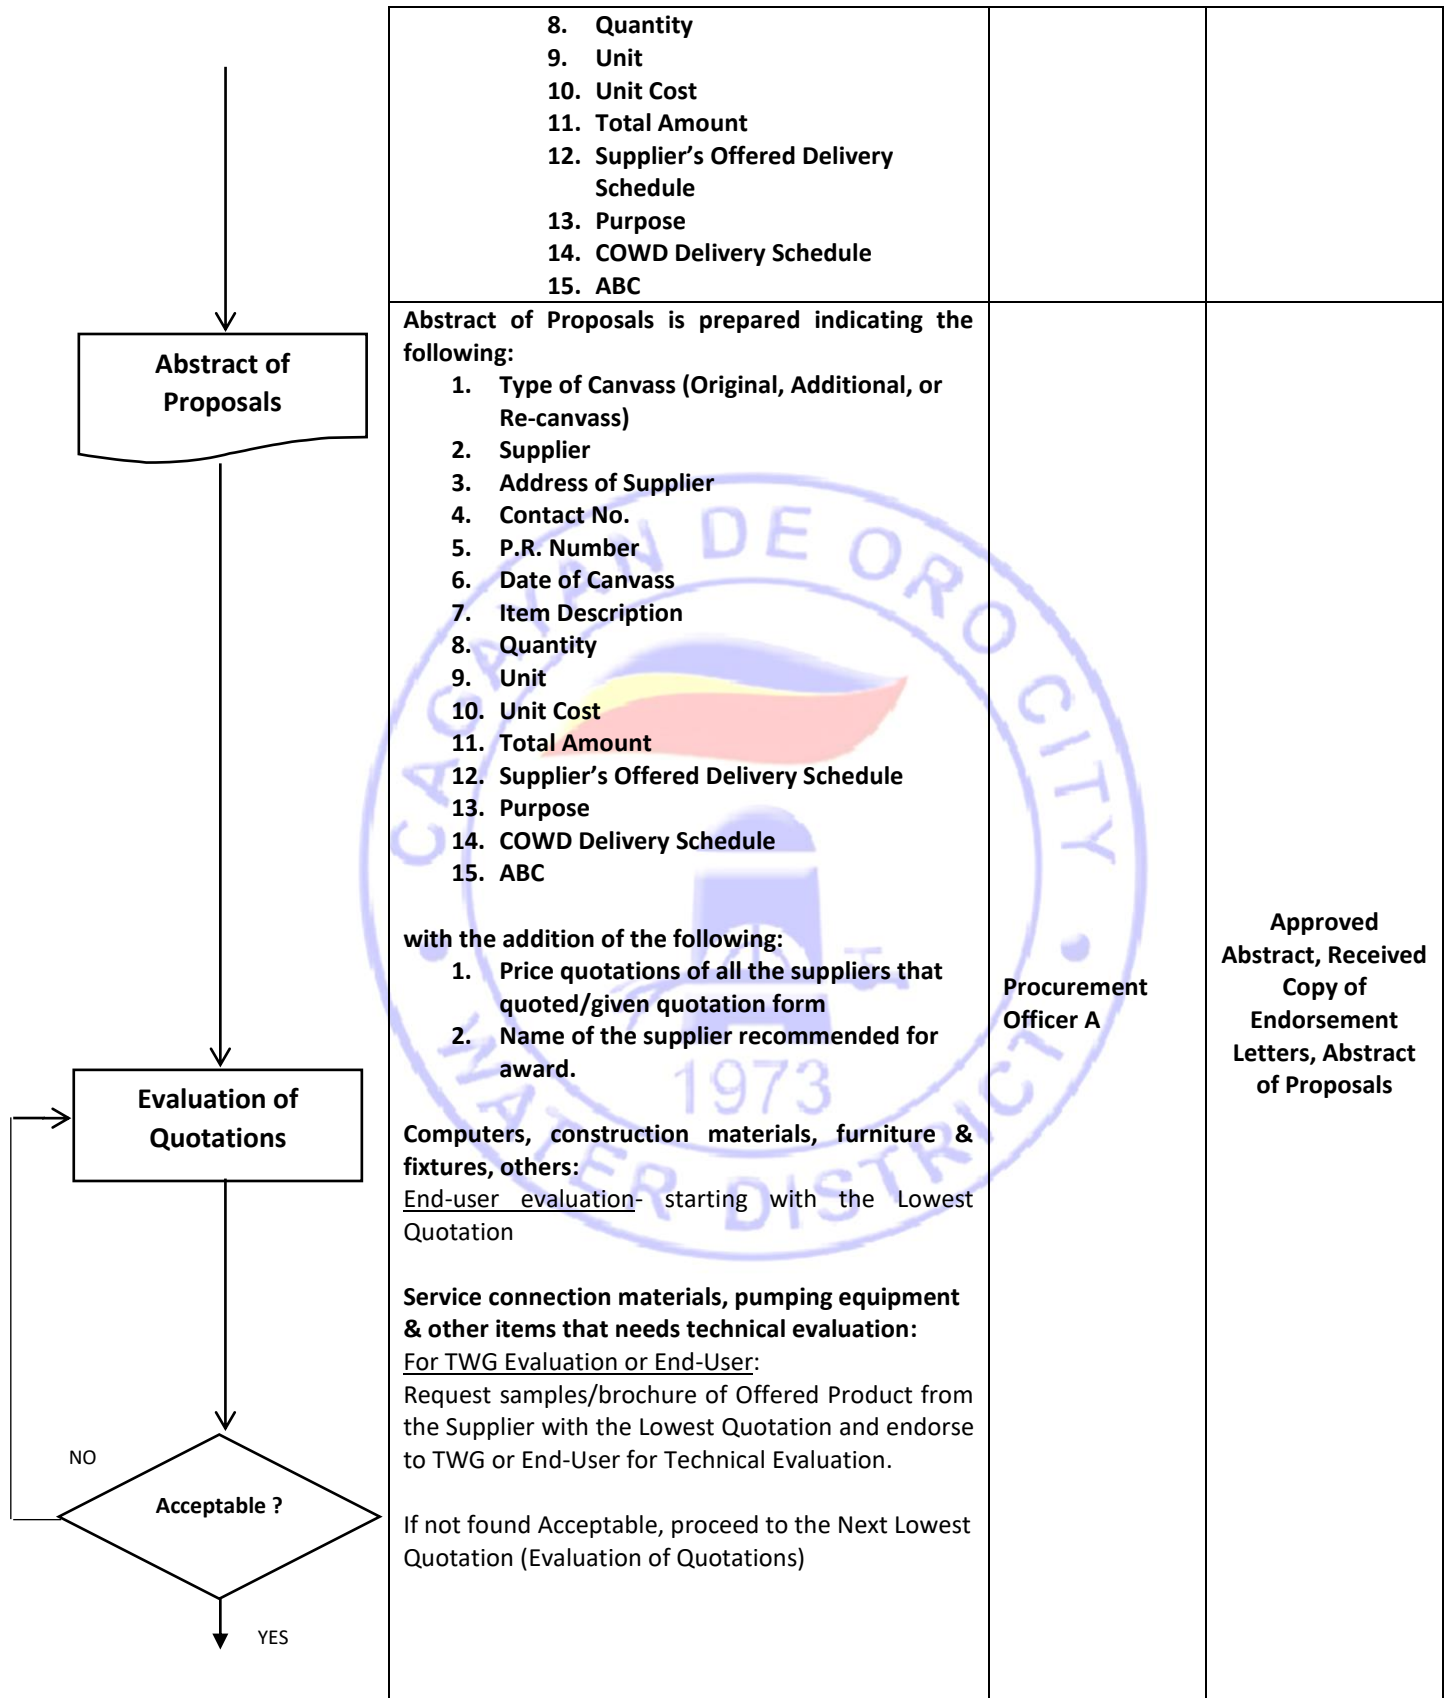 8. Quantity
9. Unit
10. Unit Cost
11. Total Amount
12. Supplier’s Offered Delivery
Schedule
13. Purpose
14. COWD Delivery Schedule
15. ABC
Abstract of
Proposals
Evaluation of
Quotations
NO
Acceptable ?
YES
Abstract of Proposals is prepared indicating the
following:
1. Type of Canvass (Original, Additional, or
Re-canvass)
2. Supplier
3. Address of Supplier
4. Contact No.
5. P.R. Number
6. Date of Canvass
7. Item Description
8. Quantity
9. Unit
10. Unit Cost
11. Total Amount
12. Supplier’s Offered Delivery Schedule
13. Purpose
14. COWD Delivery Schedule
15. ABC
with the addition of the following:
1. Price quotations of all the suppliers that
quoted/given quotation form
2. Name of the supplier recommended for
award.
Computers, construction materials, furniture &
fixtures, others:
End-user evaluation- starting with the Lowest
Quotation
Service connection materials, pumping equipment
& other items that needs technical evaluation:
For TWG Evaluation or End-User:
Request samples/brochure of Offered Product from
the Supplier with the Lowest Quotation and endorse
to TWG or End-User for Technical Evaluation.
If not found Acceptable, proceed to the Next Lowest
Quotation (Evaluation of Quotations)
Procurement
Officer A
Approved
Abstract, Received
Copy of
Endorsement
Letters, Abstract
of Proposals
CAGAYAN DE ORO CITY
WATER DISTRICT
1973